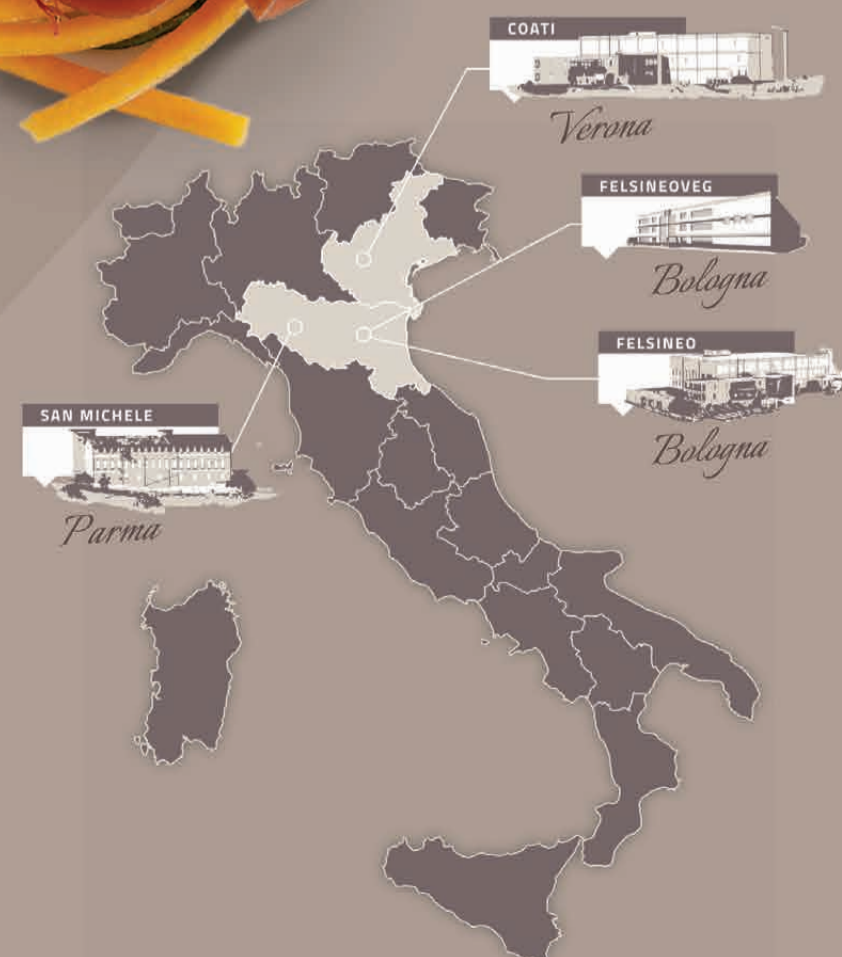 COATI
Verona
FELSINEOVEG
Bologna
FELSINEO
Bologna
SAN MICHELE
Parma